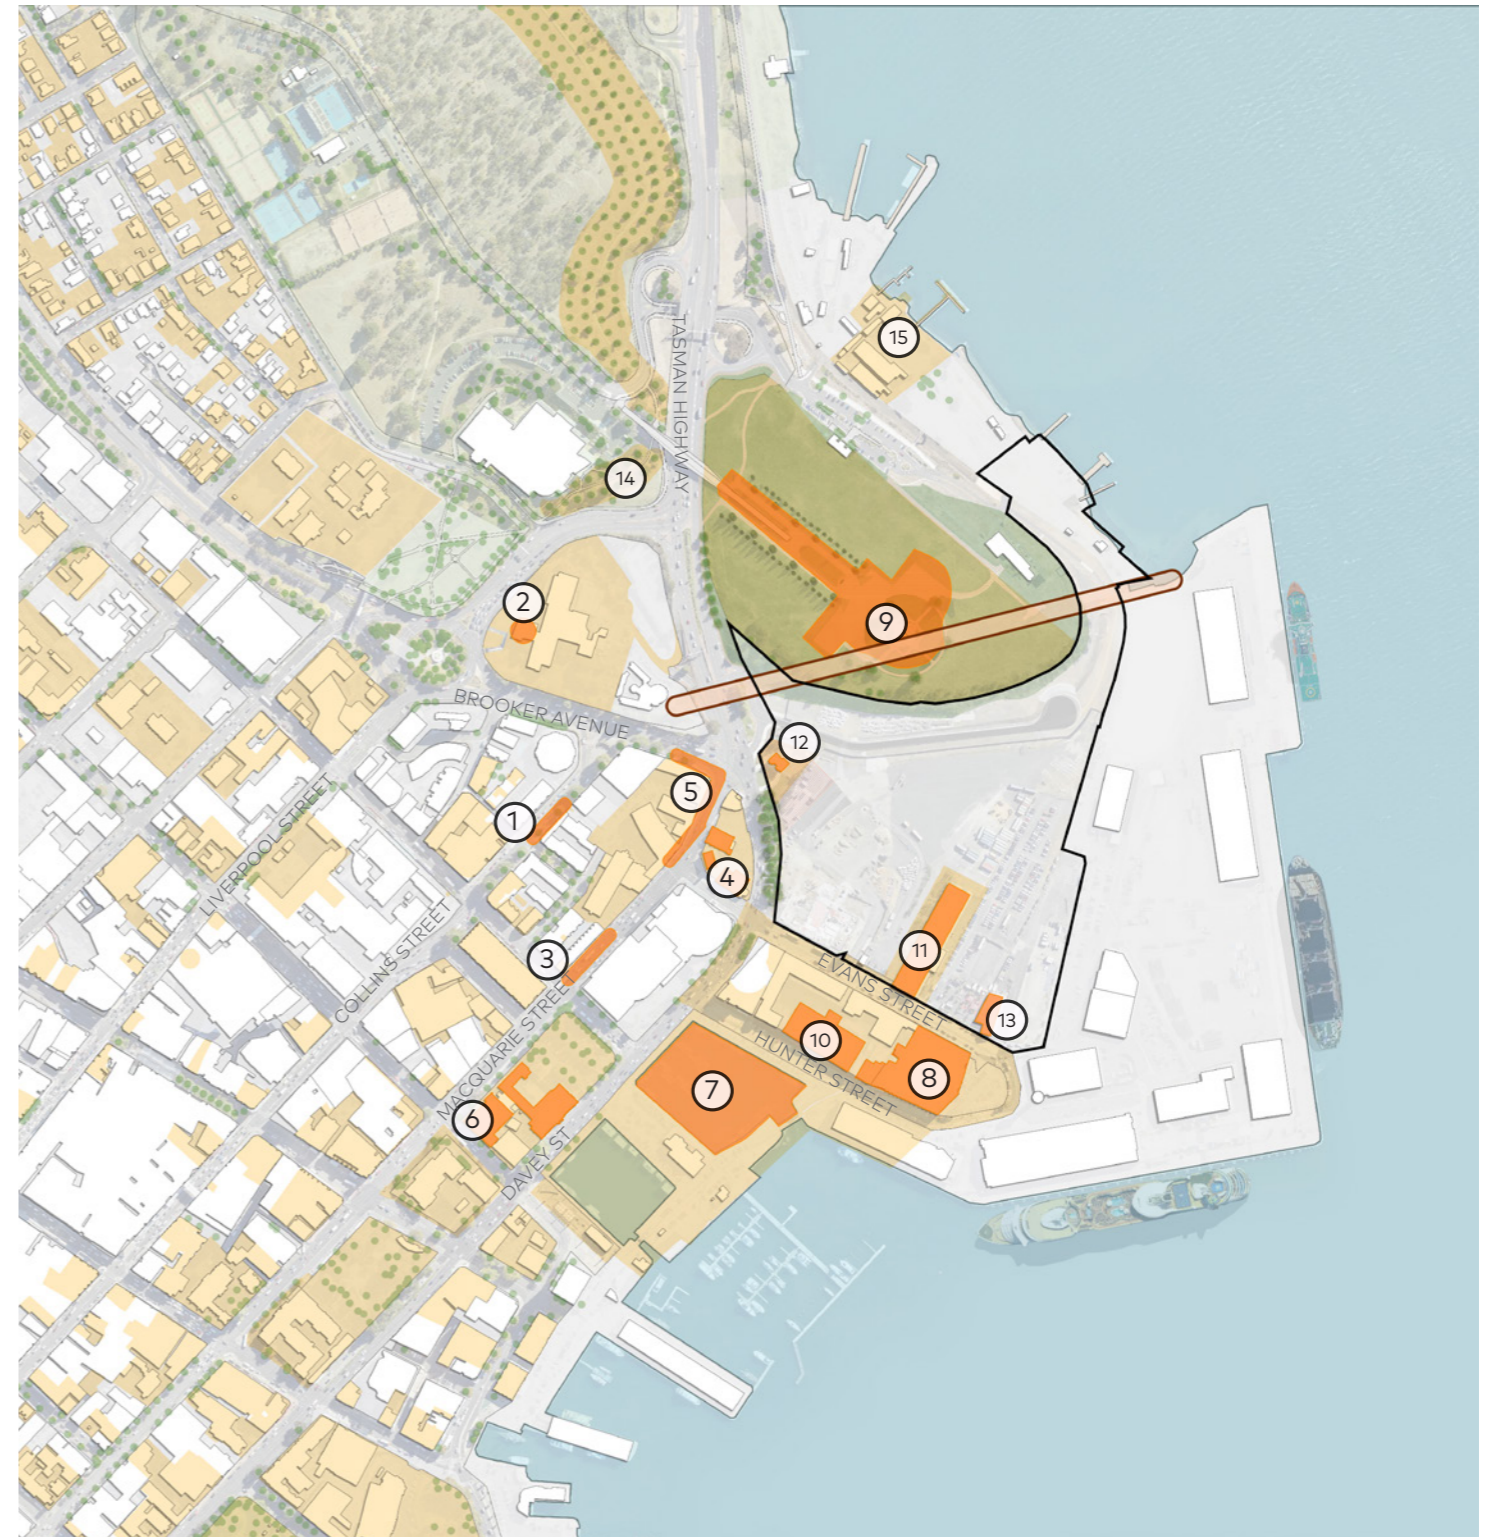 TASMAN HIGHWAY
15
14
2
9
BROOKER AVENUE
12
5
1
LIVERPOOL STREET
4
COLLINS STREET
3
11
EVANS STREET
13
MACQUARIE STREET
10
HUNTER STREET
8
7
6
DAVEY ST